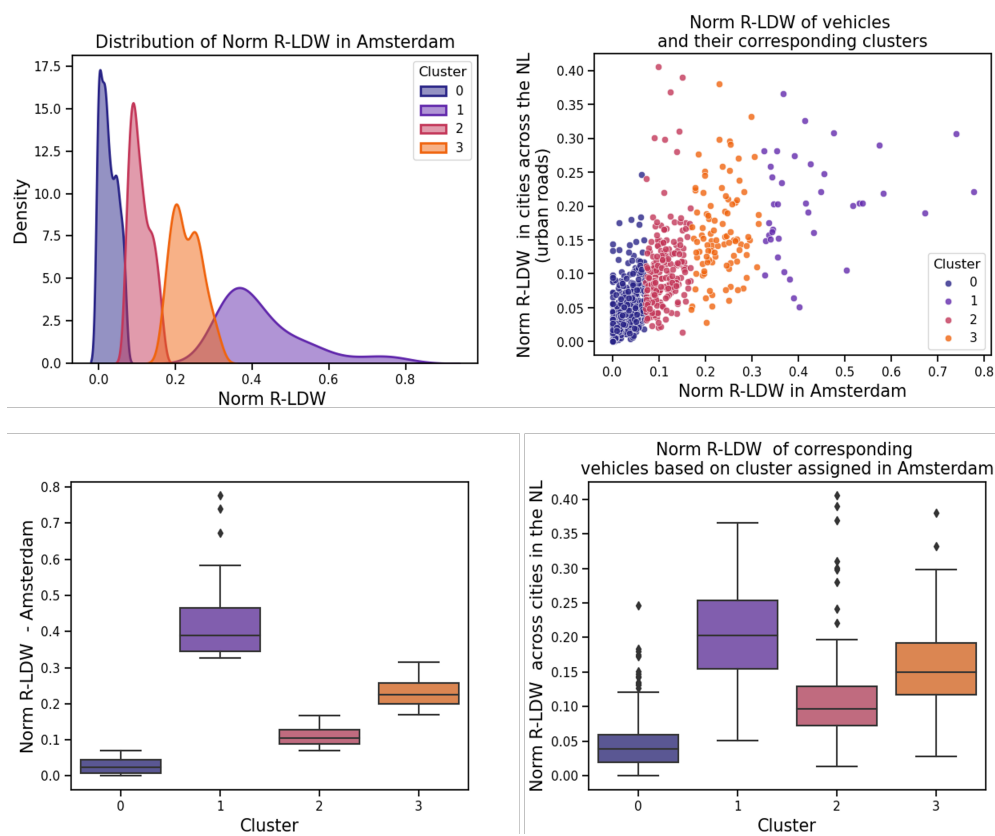 Distribution of Norm R-LDW in Amsterdam
Density
17.5
15.0
12.5
10.0
7.5
5.0
2.5
0.0
Cluster
0
1
2
3
0.0 0.2 0.4 0.6 0.8
Norm R-LDW
Norm R-LDW of vehicles
and their corresponding clusters
Norm R-LDW in cities across the NL
(urban roads)
0.40
0.35
0.30
0.25
0.20
0.15
0.10
0.05
0.00
Cluster
0
1
2
3
0.0 0.1 0.2 0.3 0.4 0.5 0.6 0.7 0.8
Norm R-LDW in Amsterdam
Norm R-LDW - Amsterdam
0.8
0.7
0.6
0.5
0.4
0.3
0.2
0.1
0.0
0 1 2 3
Cluster
Norm R-LDW of corresponding
vehicles based on cluster assigned in Amsterdam
Norm R-LDW across cities in the NL
0.40
0.35
0.30
0.25
0.20
0.15
0.10
0.05
0.00
0 1 2 3
Cluster